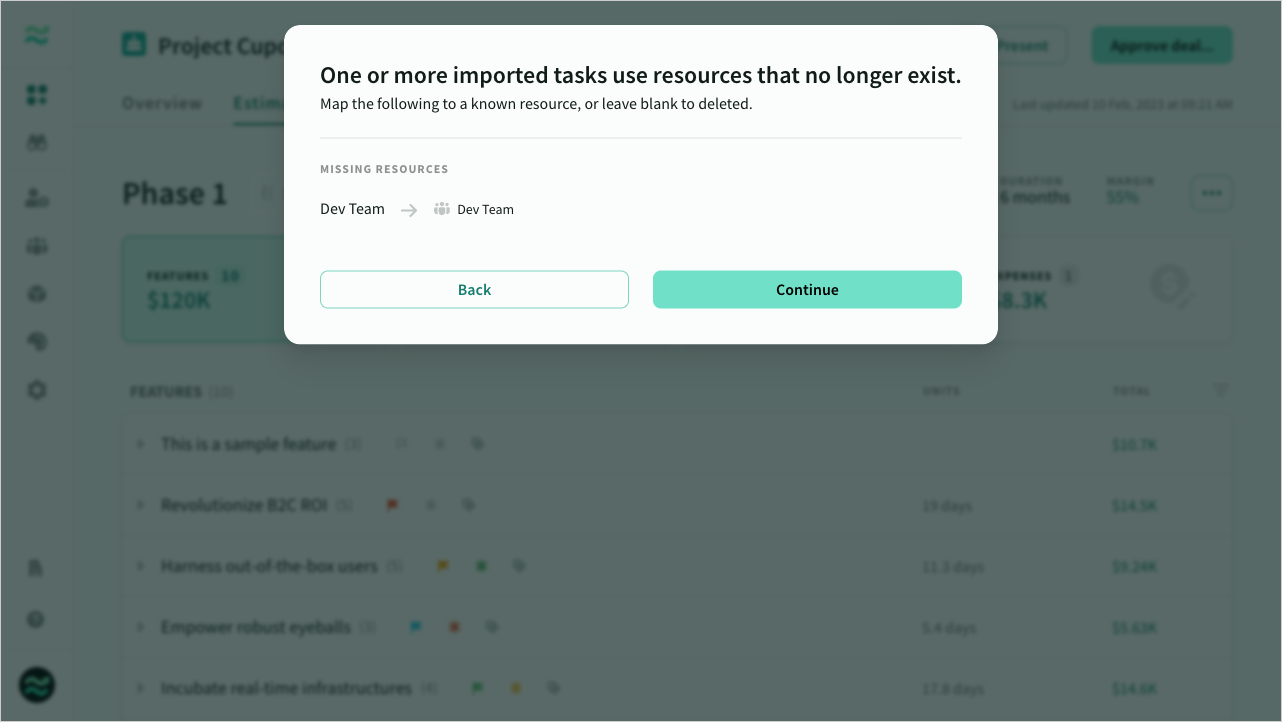 Project Cupc
Present
Approve deal...
Overview
Estim
Last updated 10 Feb, 2023 at 09:21 AM
One or more imported tasks use resources that no longer exist.
Map the following to a known resource, or leave blank to deleted.
MISSING RESOURCES
Dev Team
Dev Team
Back
Continue
Phase 1
DURATION
6 months
MARGIN
55%
FEATURES 10
$120K
PENSES 1
$8.3K
FEATURES (10)
UNITS
TOTAL
This is a sample feature (3)
$10.7K
Revolutionize B2C ROI (5)
19 days
$14.5K
Harness out-of-the-box users (5)
11.3 days
$9.24K
Empower robust eyeballs (3)
5.4 days
$5.63K
Incubate real-time infrastructures (4)
17.8 days
$14.6K